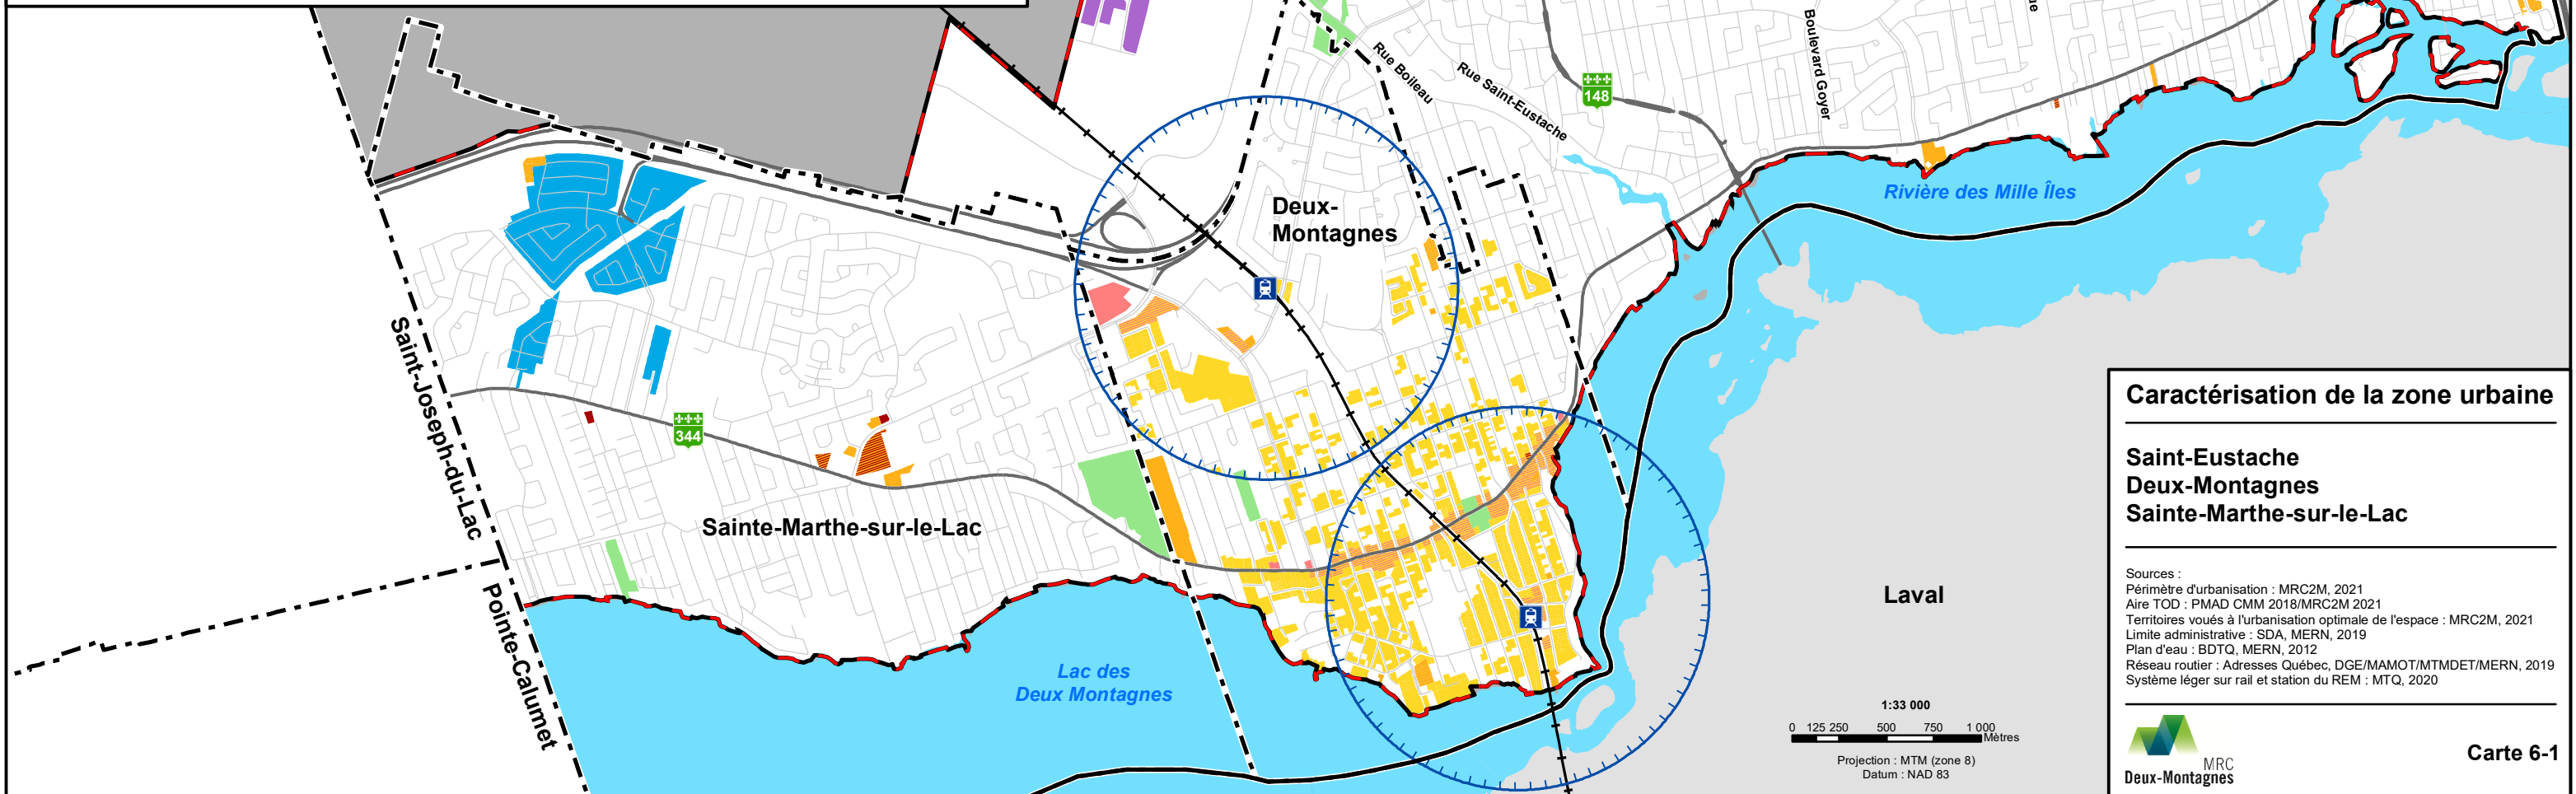 Rue Boileau
Rue Saint-Eustache
148
Boulevard Goyer
Rivière des Mille Îles
Deux-
Montagnes
Saint-Joseph-du-Lac
344
Sainte-Marthe-sur-le-Lac
Pointe-Calumet
Lac des
Deux Montagnes
Laval
1:33 000
0 125 250 500 750 1 000
Mètres
Projection : MTM (zone 8)
Datum : NAD 83
Caractérisation de la zone urbaine
Saint-Eustache
Deux-Montagnes
Sainte-Marthe-sur-le-Lac
Sources :
Périmètre d'urbanisation : MRC2M, 2021
Aire TOD : PMAD CMM 2018/MRC2M 2021
Territoires voués à l'urbanisation optimale de l'espace : MRC2M, 2021
Limite administrative : SDA, MERN, 2019
Plan d'eau : BDTQ, MERN, 2012
Réseau routier : Adresses Québec, DGE/MAMOT/MTMDET/MERN, 2019
Système léger sur rail et station du REM : MTQ, 2020
MRC
Deux-Montagnes
Carte 6-1